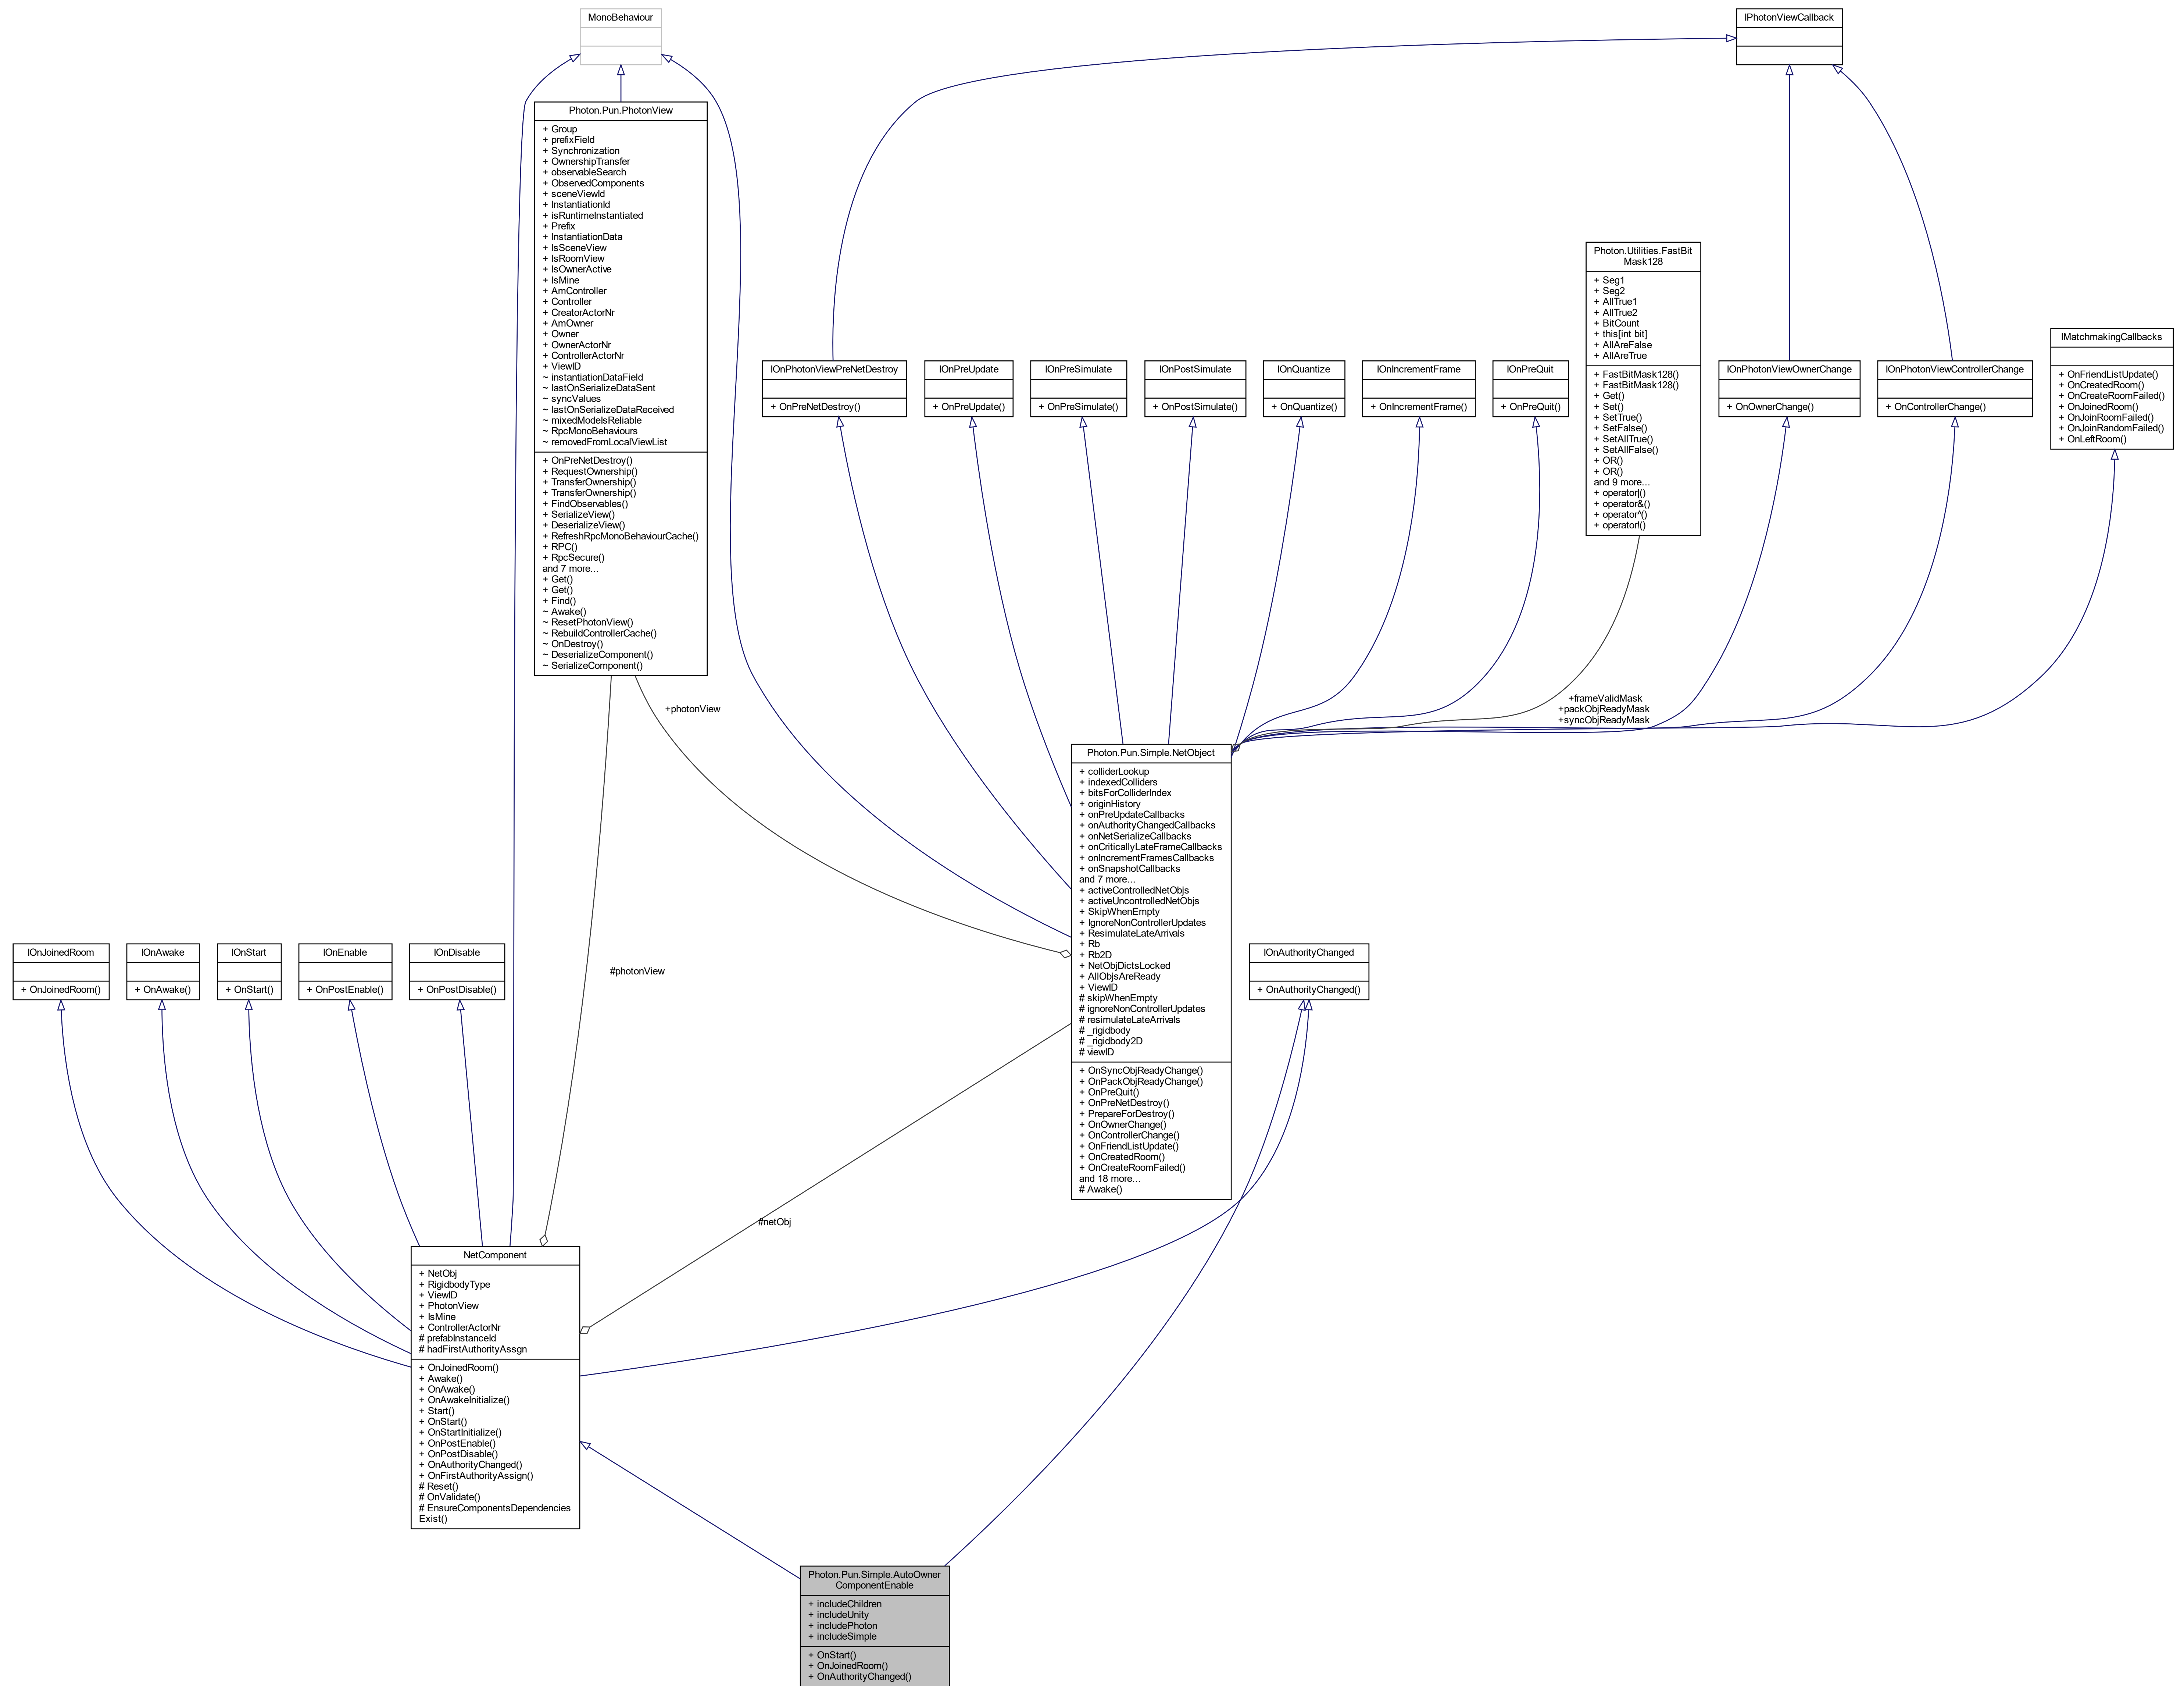 MonoBehaviour
IPhotonViewCallback
Photon.Pun.PhotonView
+ Group
+ prefixField
+ Synchronization
+ OwnershipTransfer
+ observableSearch
+ ObservedComponents
+ sceneViewId
+ InstantiationId
+ isRuntimeInstantiated
+ Prefix
+ InstantiationData
+ IsSceneView
+ IsRoomView
+ IsOwnerActive
+ IsMine
+ AmController
+ Controller
+ CreatorActorNr
+ AmOwner
+ Owner
+ OwnerActorNr
+ ControllerActorNr
+ ViewID
~ instantiationDataField
~ lastOnSerializeDataSent
~ syncValues
~ lastOnSerializeDataReceived
~ mixedModeIsReliable
~ RpcMonoBehaviours
~ removedFromLocalViewList
+ OnPreNetDestroy()
+ RequestOwnership()
+ TransferOwnership()
+ TransferOwnership()
+ FindObservables()
+ SerializeView()
+ DeserializeView()
+ RefreshRpcMonoBehaviourCache()
+ RPC()
+ RpcSecure()
and 7 more...
+ Get()
+ Get()
+ Find()
~ Awake()
~ ResetPhotonView()
~ RebuildControllerCache()
~ OnDestroy()
~ DeserializeComponent()
~ SerializeComponent()
Photon.Utilities.FastBit
Mask128
+ Seg1
+ Seg2
+ AllTrue1
+ AllTrue2
+ BitCount
+ this[int bit]
+ AllAreFalse
+ AllAreTrue
+ FastBitMask128()
+ FastBitMask128()
+ Get()
+ Set()
+ SetTrue()
+ SetFalse()
+ SetAllTrue()
+ SetAllFalse()
+ OR()
+ OR()
and 9 more...
+ operator|()
+ operator&()
+ operator^()
+ operator!()
IMatchmakingCallbacks
+ OnFriendListUpdate()
+ OnCreatedRoom()
+ OnCreateRoomFailed()
+ OnJoinedRoom()
+ OnJoinRoomFailed()
+ OnJoinRandomFailed()
+ OnLeftRoom()
IOnPhotonViewPreNetDestroy
+ OnPreNetDestroy()
IOnPreUpdate
+ OnPreUpdate()
IOnPreSimulate
+ OnPreSimulate()
IOnPostSimulate
+ OnPostSimulate()
IOnQuantize
+ OnQuantize()
IOnIncrementFrame
+ OnIncrementFrame()
IOnPreQuit
+ OnPreQuit()
IOnPhotonViewOwnerChange
+ OnOwnerChange()
IOnPhotonViewControllerChange
+ OnControllerChange()
+photonView
+frameValidMask
+packObjReadyMask
+syncObjReadyMask
Photon.Pun.Simple.NetObject
+ colliderLookup
+ indexedColliders
+ bitsForColliderIndex
+ originHistory
+ onPreUpdateCallbacks
+ onAuthorityChangedCallbacks
+ onNetSerializeCallbacks
+ onCriticallyLateFrameCallbacks
+ onIncrementFramesCallbacks
+ onSnapshotCallbacks
and 7 more...
+ activeControlledNetObjs
+ activeUncontrolledNetObjs
+ SkipWhenEmpty
+ IgnoreNonControllerUpdates
+ ResimulateLateArrivals
+ Rb
+ Rb2D
+ NetObjDictsLocked
+ AllObjsAreReady
+ ViewID
# skipWhenEmpty
# ignoreNonControllerUpdates
# resimulateLateArrivals
# _rigidbody
# _rigidbody2D
# viewID
+ OnSyncObjReadyChange()
+ OnPackObjReadyChange()
+ OnPreQuit()
+ OnPreNetDestroy()
+ PrepareForDestroy()
+ OnOwnerChange()
+ OnControllerChange()
+ OnFriendListUpdate()
+ OnCreatedRoom()
+ OnCreateRoomFailed()
and 18 more...
# Awake()
IOnJoinedRoom
+ OnJoinedRoom()
IOnAwake
+ OnAwake()
IOnStart
+ OnStart()
IOnEnable
+ OnPostEnable()
IOnDisable
+ OnPostDisable()
#photonView
IOnAuthorityChanged
+ OnAuthorityChanged()
#netObj
NetComponent
+ NetObj
+ RigidbodyType
+ ViewID
+ PhotonView
+ IsMine
+ ControllerActorNr
# prefabInstanceId
# hadFirstAuthorityAssgn
+ OnJoinedRoom()
+ Awake()
+ OnAwake()
+ OnAwakeInitialize()
+ Start()
+ OnStart()
+ OnStartInitialize()
+ OnPostEnable()
+ OnPostDisable()
+ OnAuthorityChanged()
+ OnFirstAuthorityAssign()
# Reset()
# OnValidate()
# EnsureComponentsDependencies
Exist()
Photon.Pun.Simple.AutoOwner
ComponentEnable
+ includeChildren
+ includeUnity
+ includePhoton
+ includeSimple
+ OnStart()
+ OnJoinedRoom()
+ OnAuthorityChanged()